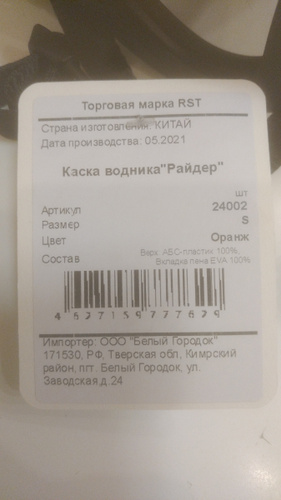 Торговая марка RST
Страна изготовления: КИТАЙ
Дата производства: 05.2021
Каска водника"Райдер"
шт
Артикул 24002
Размер S
Цвет Оранж
Состав Верх: АБС-пластик 100%,
Вкладка пена EVA 100%
4 627159 777629
Импортер: ООО "Белый Городок"
171530, РФ, Тверская обл, Кимрский
район, пгт. Белый Городок, ул.
Заводская д.24